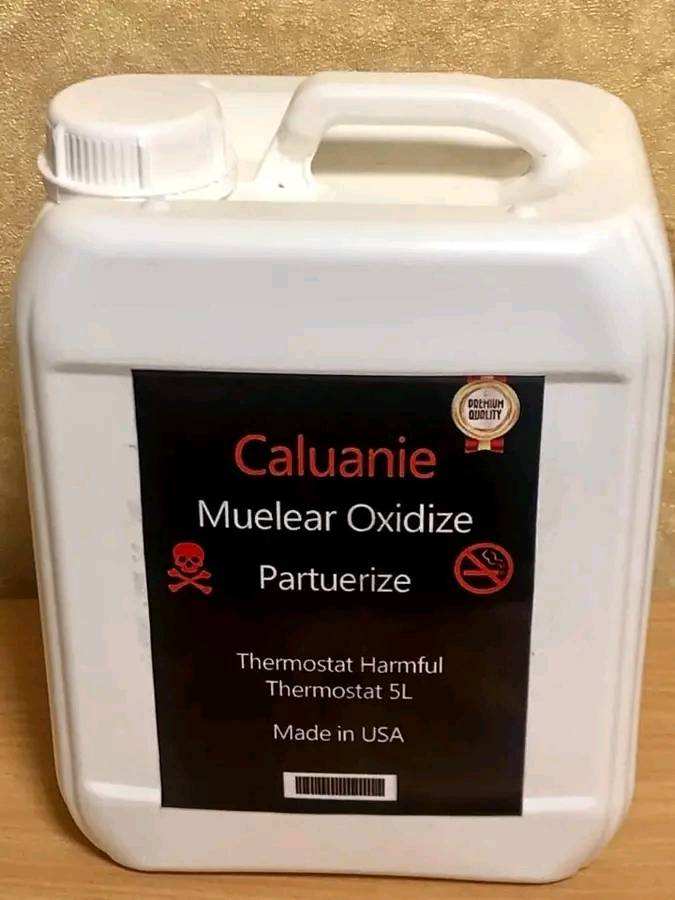 PREMIUM
QUALITY
Caluanie
Muelear Oxidize
Partuerize
Thermostat Harmful
Thermostat 5L
Made in USA